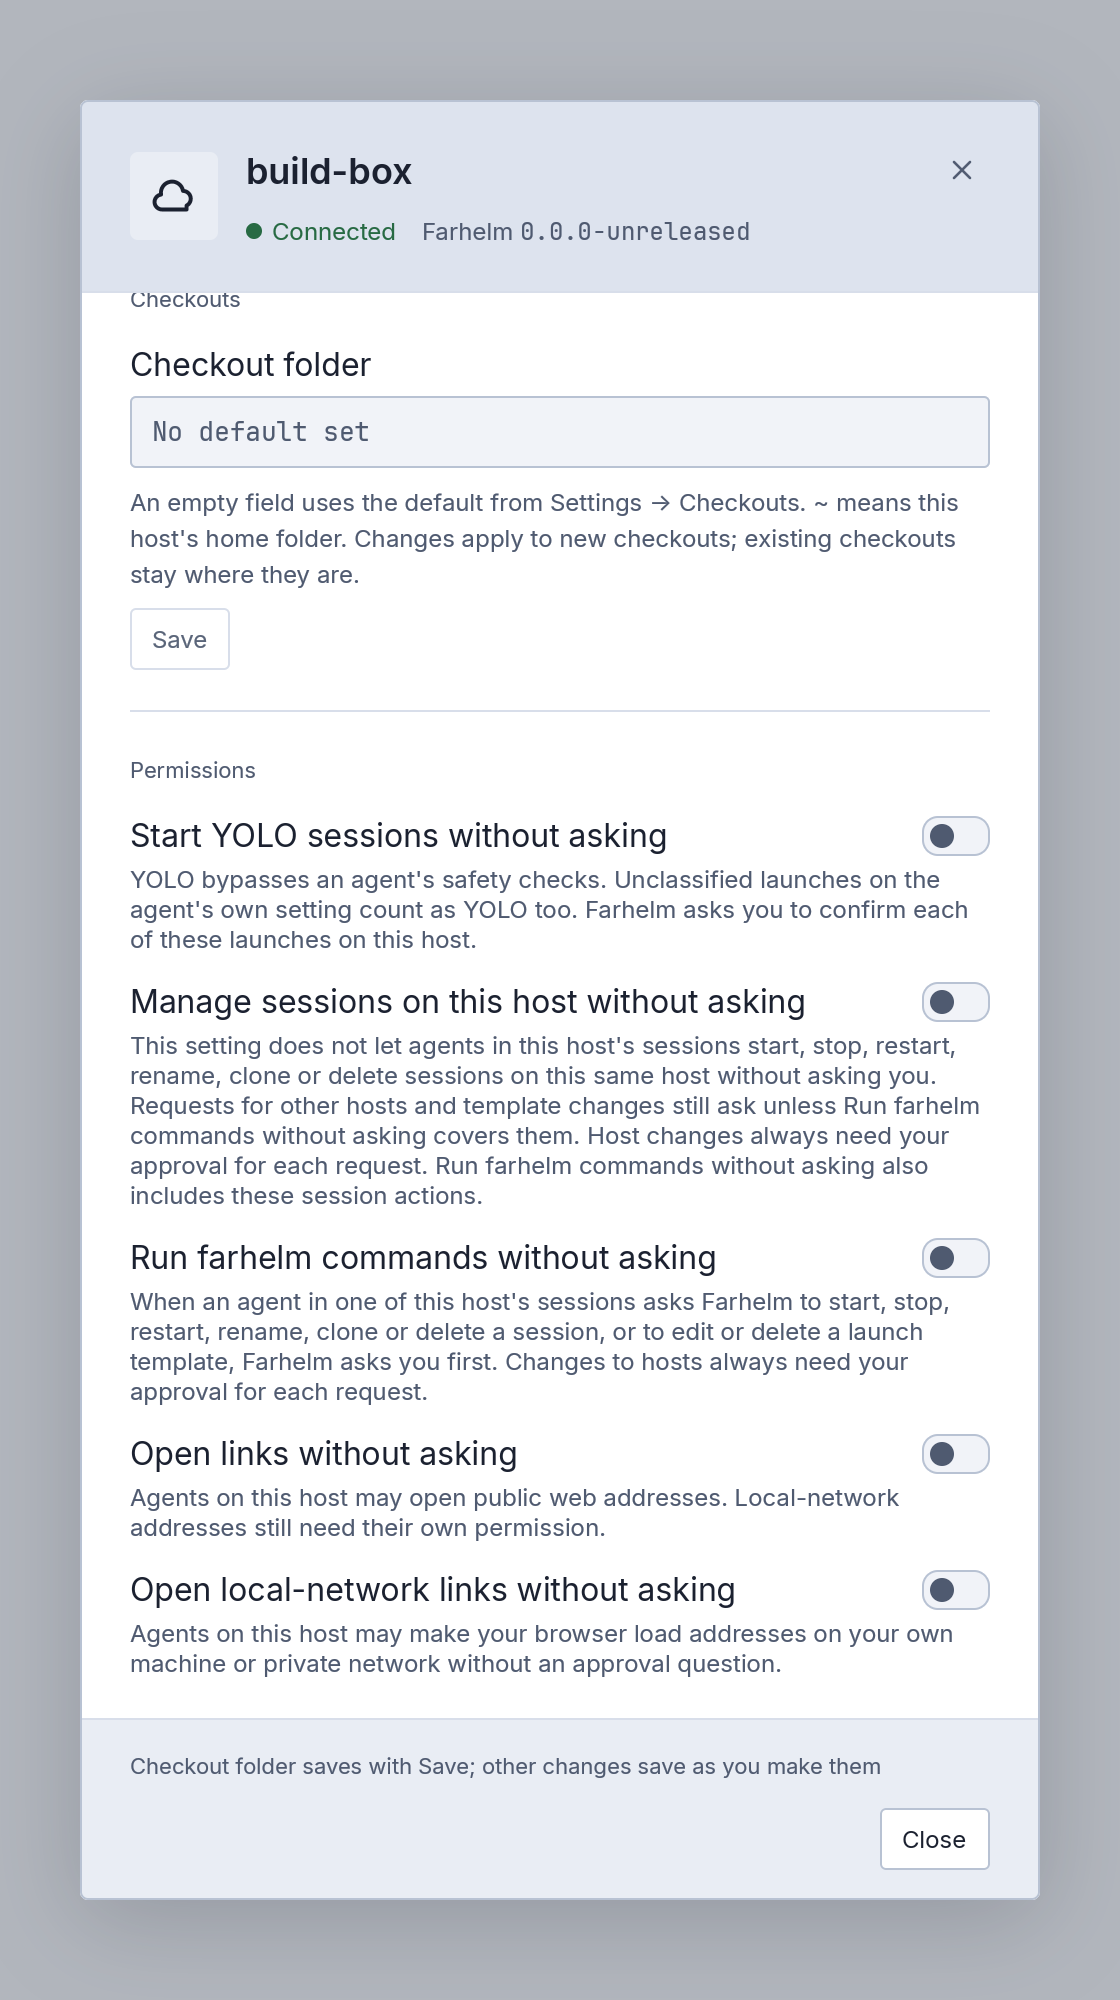 build-box
Connected Farhelm 0.0.0-unreleased
Checkouts
Checkout folder
No default set
An empty field uses the default from Settings → Checkouts. ~ means this
host's home folder. Changes apply to new checkouts; existing checkouts
stay where they are.
Save
Permissions
Start YOLO sessions without asking
YOLO bypasses an agent's safety checks. Unclassified launches on the
agent's own setting count as YOLO too. Farhelm asks you to confirm each
of these launches on this host.
Manage sessions on this host without asking
This setting does not let agents in this host's sessions start, stop, restart,
rename, clone or delete sessions on this same host without asking you.
Requests for other hosts and template changes still ask unless Run farhelm
commands without asking covers them. Host changes always need your
approval for each request. Run farhelm commands without asking also
includes these session actions.
Run farhelm commands without asking
When an agent in one of this host's sessions asks Farhelm to start, stop,
restart, rename, clone or delete a session, or to edit or delete a launch
template, Farhelm asks you first. Changes to hosts always need your
approval for each request.
Open links without asking
Agents on this host may open public web addresses. Local-network
addresses still need their own permission.
Open local-network links without asking
Agents on this host may make your browser load addresses on your own
machine or private network without an approval question.
Checkout folder saves with Save; other changes save as you make them
Close